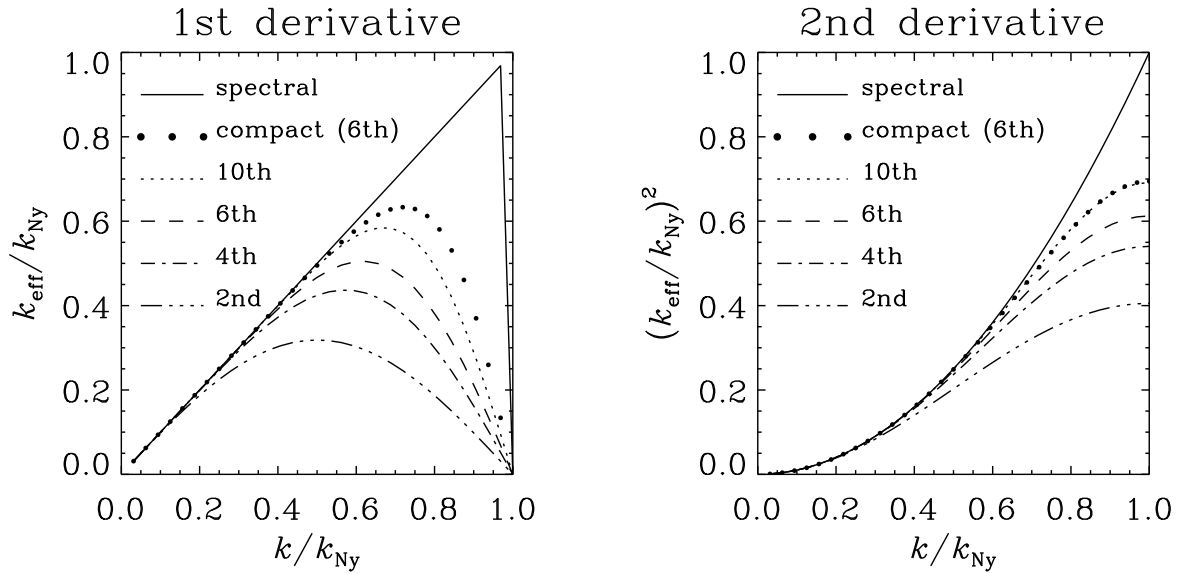 1st derivative
k_eff/k_Ny
1.0
0.8
0.6
0.4
0.2
0.0
spectral
compact (6th)
10th
6th
4th
2nd
0.0 0.2 0.4 0.6 0.8 1.0
k/k_Ny
2nd derivative
(k_eff/k_Ny)^2
1.0
0.8
0.6
0.4
0.2
0.0
spectral
compact (6th)
10th
6th
4th
2nd
0.0 0.2 0.4 0.6 0.8 1.0
k/k_Ny